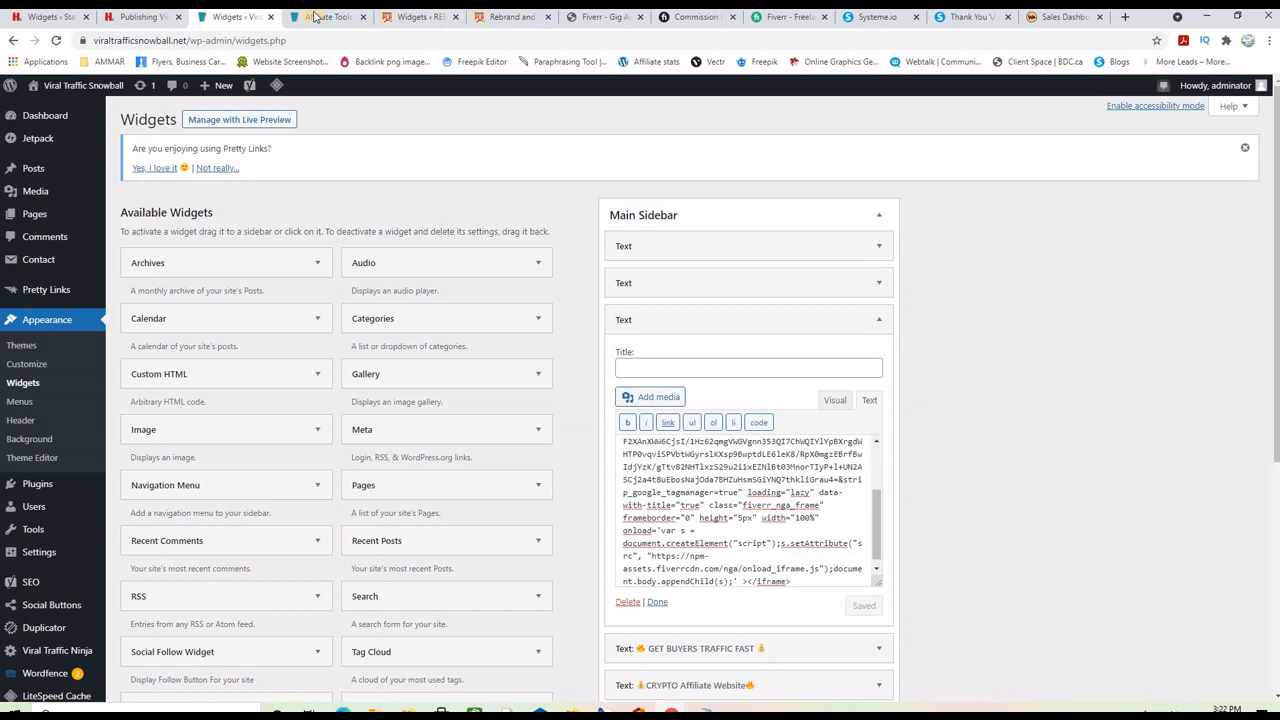 Widgets ‹ Sta
Publishing Vi
Widgets ‹ Vira
Affiliate Tools
Widgets ‹ REB
Rebrand and
Fiverr - Gig Ad
Commission
Fiverr - Freela
Systeme.io
Thank You \
Sales Dashbo
viraltrafficsnowball.net/wp-admin/widgets.php
Applications
AMMAR
Flyers, Business Car...
Website Screenshot...
Backlink png image...
Freepik Editor
Paraphrasing Tool |...
Affiliate stats
Vectr
Freepik
Online Graphic Ge...
Webtalk | Communi...
Client Space | BDC.ca
Blogs
More Leads – Mor...
Viral Traffic Snowball
1
0
New
Howdy, adminator
Dashboard
Jetpack
Posts
Media
Pages
Comments
Contact
Pretty Links
Appearance
Themes
Customize
Widgets
Menus
Header
Background
Theme Editor
Plugins
Users
Tools
Settings
SEO
Social Buttons
Duplicator
Viral Traffic Ninja
Wordfence 2
LiteSpeed Cache
Enable accessibility mode
Help
Widgets
Manage with Live Preview
Are you enjoying using Pretty Links?
Yes, I love it 🙂 | Not really...
Available Widgets
To activate a widget drag it to a sidebar or click on it. To deactivate a widget and delete its settings, drag it back.
Archives
A monthly archive of your site's Posts.
Audio
Displays an audio player.
Calendar
A calendar of your site's posts.
Categories
A list or dropdown of categories.
Custom HTML
Arbitrary HTML code.
Gallery
Displays an image gallery.
Image
Displays an image.
Meta
Login, RSS, & WordPress.org links.
Navigation Menu
Add a navigation menu to your sidebar.
Pages
A list of your site's Pages.
Recent Comments
Your site's most recent comments.
Recent Posts
Your site's most recent Posts.
RSS
Entries from any RSS or Atom feed.
Search
A search form for your site.
Social Follow Widget
Display Follow Button For your site
Tag Cloud
A cloud of your most used tags.
Main Sidebar
Text
Text
Text
Title:
Add media
Visual
Text
b
i
link
ul
ol
li
code
p_google_tagmanager=true" loading="lazy" data-
with-title="true" class="fiverr_nga_frame"
frameborder="0" height="5px" width="100%"
onload='var s =
document.createElement("script");s.setAttribute("s
rc", "https://npm-
assets.fiverrcdn.com/nga/onload_iframe.js");docume
nt.body.appendChild(s);' ></iframe>
Delete | Done
Saved
Text: 🔥 GET BUYERS TRAFFIC FAST 💰
Text: 💰CRYPTO Affiliate Website🔥
3:22 PM